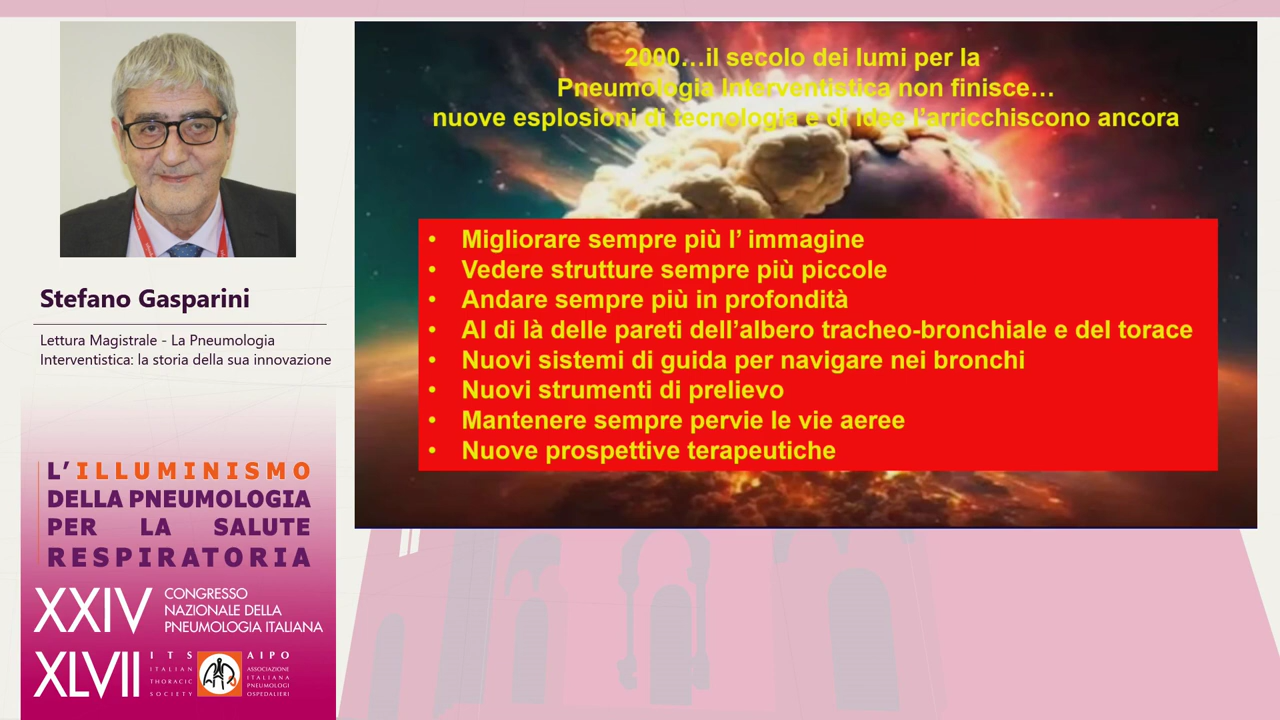 2000…il secolo dei lumi per la
Pneumologia Interventistica non finisce…
nuove esplosioni di tecnologia e di idee l'arricchiscono ancora
• Migliorare sempre più l' immagine
• Vedere strutture sempre più piccole
• Andare sempre più in profondità
• Al di là delle pareti dell'albero tracheo-bronchiale e del torace
• Nuovi sistemi di guida per navigare nei bronchi
• Nuovi strumenti di prelievo
• Mantenere sempre pervie le vie aeree
• Nuove prospettive terapeutiche
Stefano Gasparini
Lettura Magistrale - La Pneumologia
Interventistica: la storia della sua innovazione
L'ILLUMINISMO
DELLA PNEUMOLOGIA
PER LA SALUTE
RESPIRATORIA
XXIV CONGRESSO
NAZIONALE DELLA
PNEUMOLOGIA ITALIANA
XLVII
ITS
ITALIAN
THORACIC
SOCIETY
AIPO
ASSOCIAZIONE
ITALIANA
PNEUMOLOGI
OSPEDALIERI